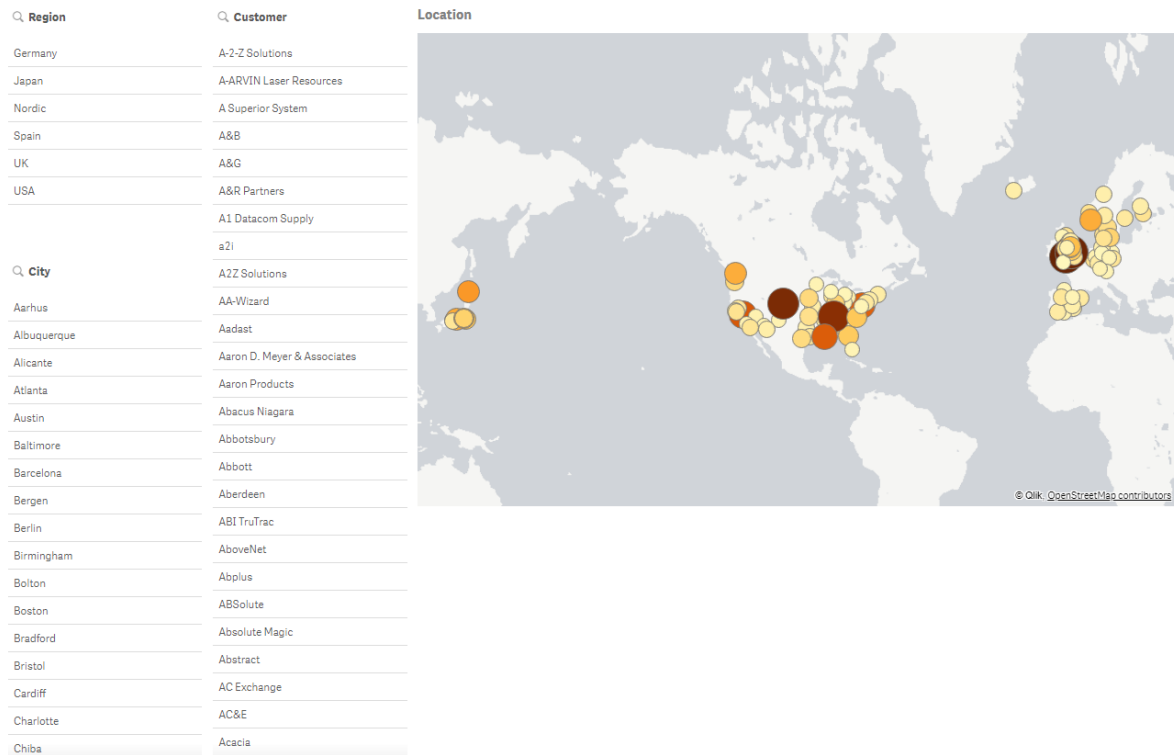 Region
Germany
Japan
Nordic
Spain
UK
USA
City
Aarhus
Albuquerque
Alicante
Atlanta
Austin
Baltimore
Barcelona
Bergen
Berlin
Birmingham
Bolton
Boston
Bradford
Bristol
Cardiff
Charlotte
Chiba
Customer
A-2-Z Solutions
A-ARVIN Laser Resources
A Superior System
A&B
A&G
A&R Partners
A1 Datacom Supply
a2i
A2Z Solutions
AA-Wizard
Aadast
Aaron D. Meyer & Associates
Aaron Products
Abacus Niagara
Abbotsbury
Abbott
Aberdeen
ABI TruTrac
AboveNet
Abplus
ABSolute
Absolute Magic
Abstract
AC Exchange
AC&E
Acacia
Location
© Qlik, OpenStreetMap contributors